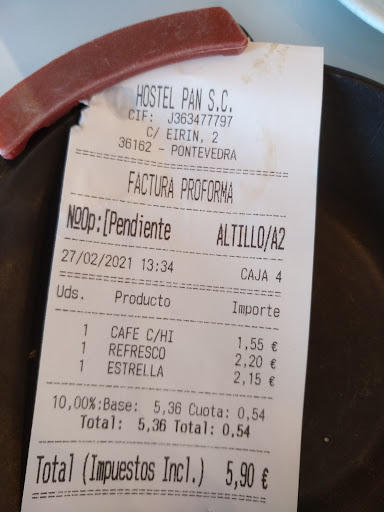 HOSTEL PAN S.C.
CIF: J363477797
C/ EIRIN, 2
36162 - PONTEVEDRA
FACTURA PROFORMA
NºOp:[Pendiente ALTILLO/A2
27/02/2021 13:34 CAJA 4
Uds. Producto Importe
1 CAFE C/HI 1,55 €
1 REFRESCO 2,20 €
1 ESTRELLA 2,15 €
10,00%:Base: 5,36 Cuota: 0,54
Total: 5,36 Total: 0,54
Total (Impuestos Incl.) 5,90 €